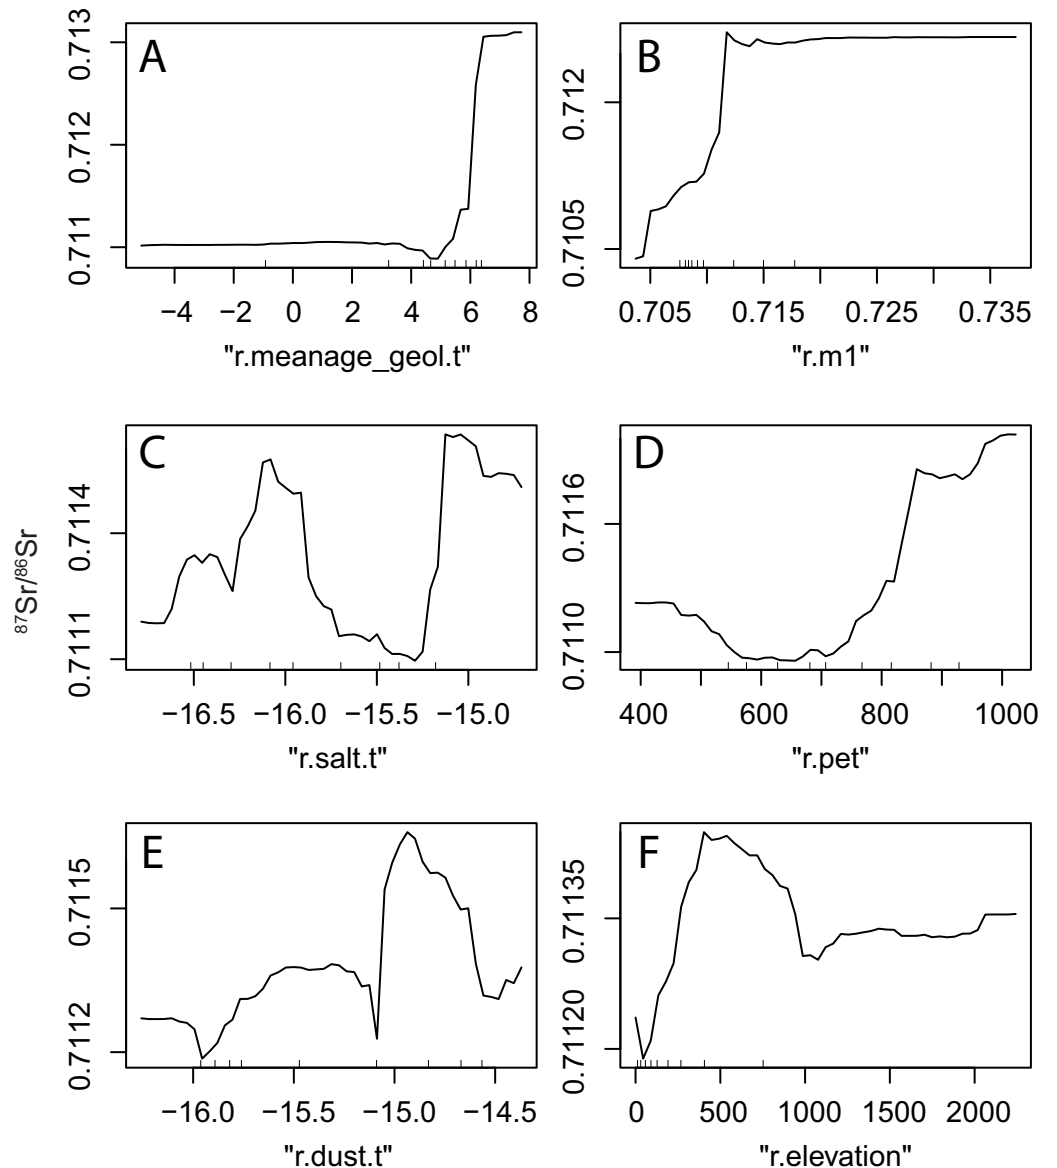 A
0.713
0.712
0.711
−4 −2 0 2 4 6 8
"r.meanage_geol.t"
B
0.712
0.7105
0.705 0.715 0.725 0.735
"r.m1"
C
0.7114
0.7111
−16.5 −16.0 −15.5 −15.0
"r.salt.t"
D
0.7116
0.7110
400 600 800 1000
"r.pet"
87Sr/86Sr
E
0.7115
0.7112
−16.0 −15.5 −15.0 −14.5
"r.dust.t"
F
0.71135
0.71120
0 500 1000 1500 2000
"r.elevation"